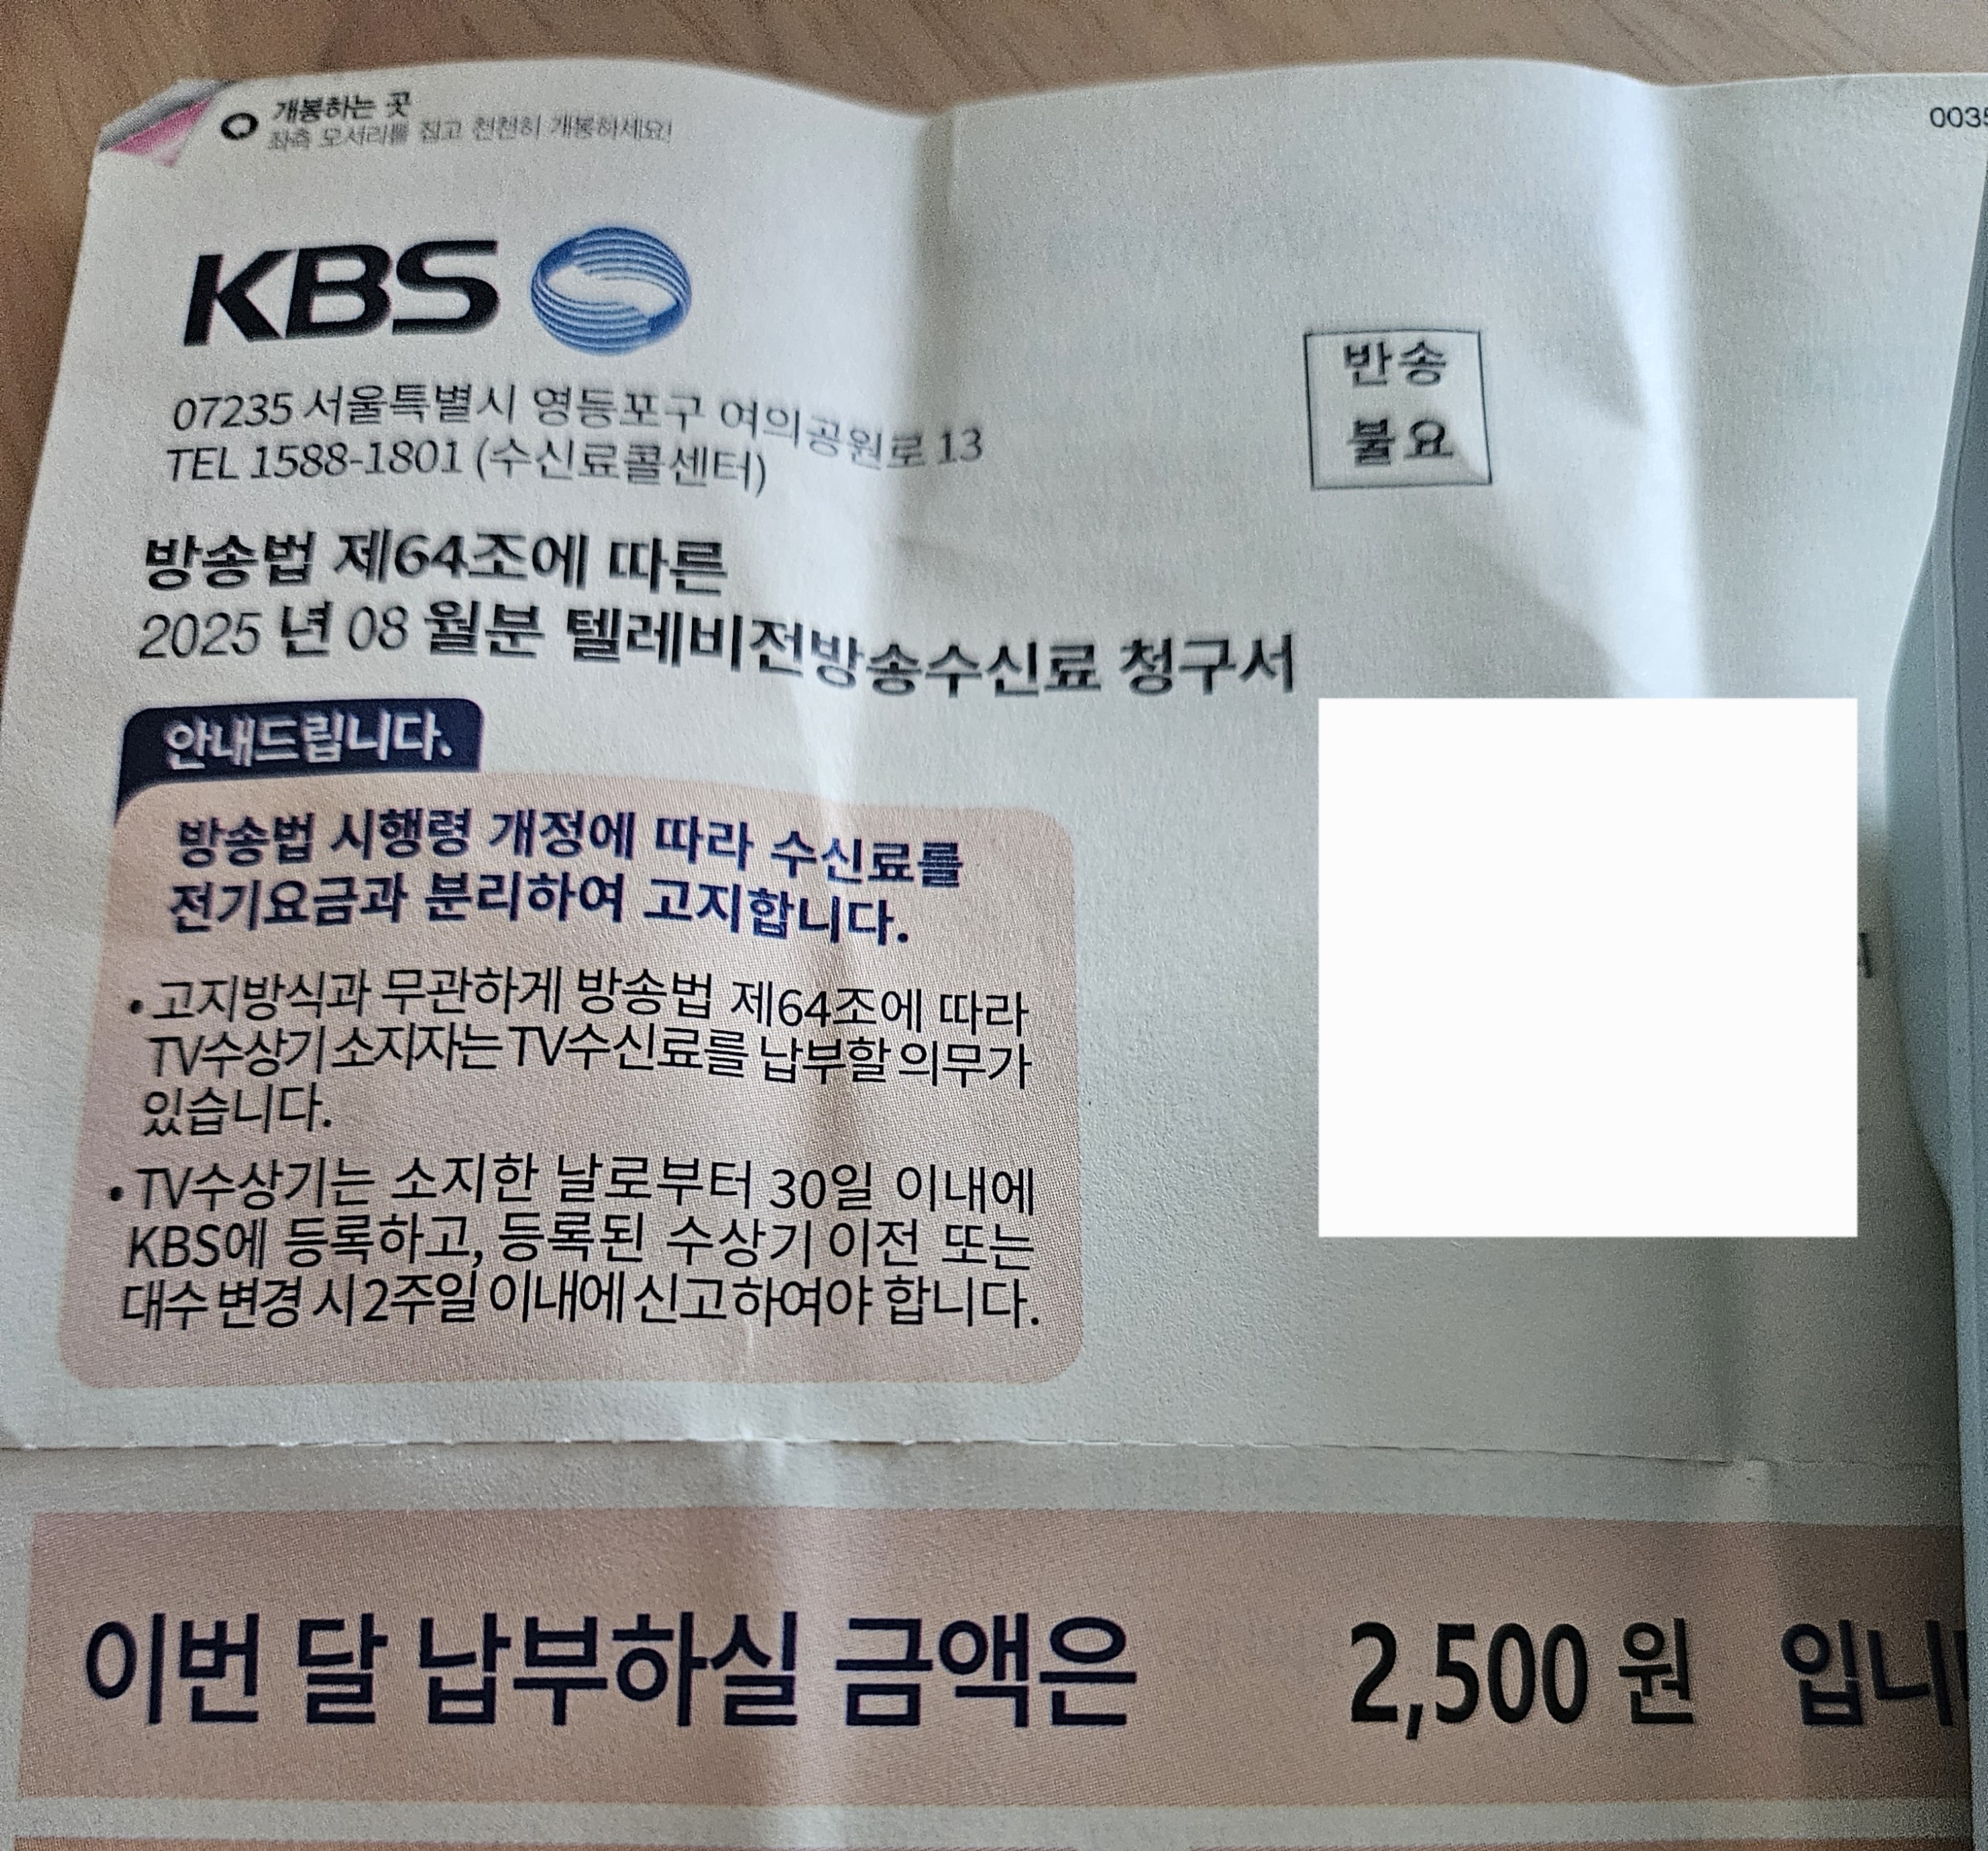 개봉하는 곳
좌측 모서리를 잡고 천천히 개봉하세요!
0035
KBS
07235 서울특별시 영등포구 여의공원로 13
TEL 1588-1801 (수신료콜센터)
반송
불요
방송법 제64조에 따른
2025 년 08 월분 텔레비전방송수신료 청구서
안내드립니다.
방송법 시행령 개정에 따라 수신료를
전기요금과 분리하여 고지합니다.
•고지방식과 무관하게 방송법 제64조에 따라
TV수상기 소지자는 TV수신료를 납부할 의무가
있습니다.
•TV수상기는 소지한 날로부터 30일 이내에
KBS에 등록하고, 등록된 수상기 이전 또는
대수 변경 시 2주일 이내에 신고하여야 합니다.
이번 달 납부하실 금액은 2,500 원 입니